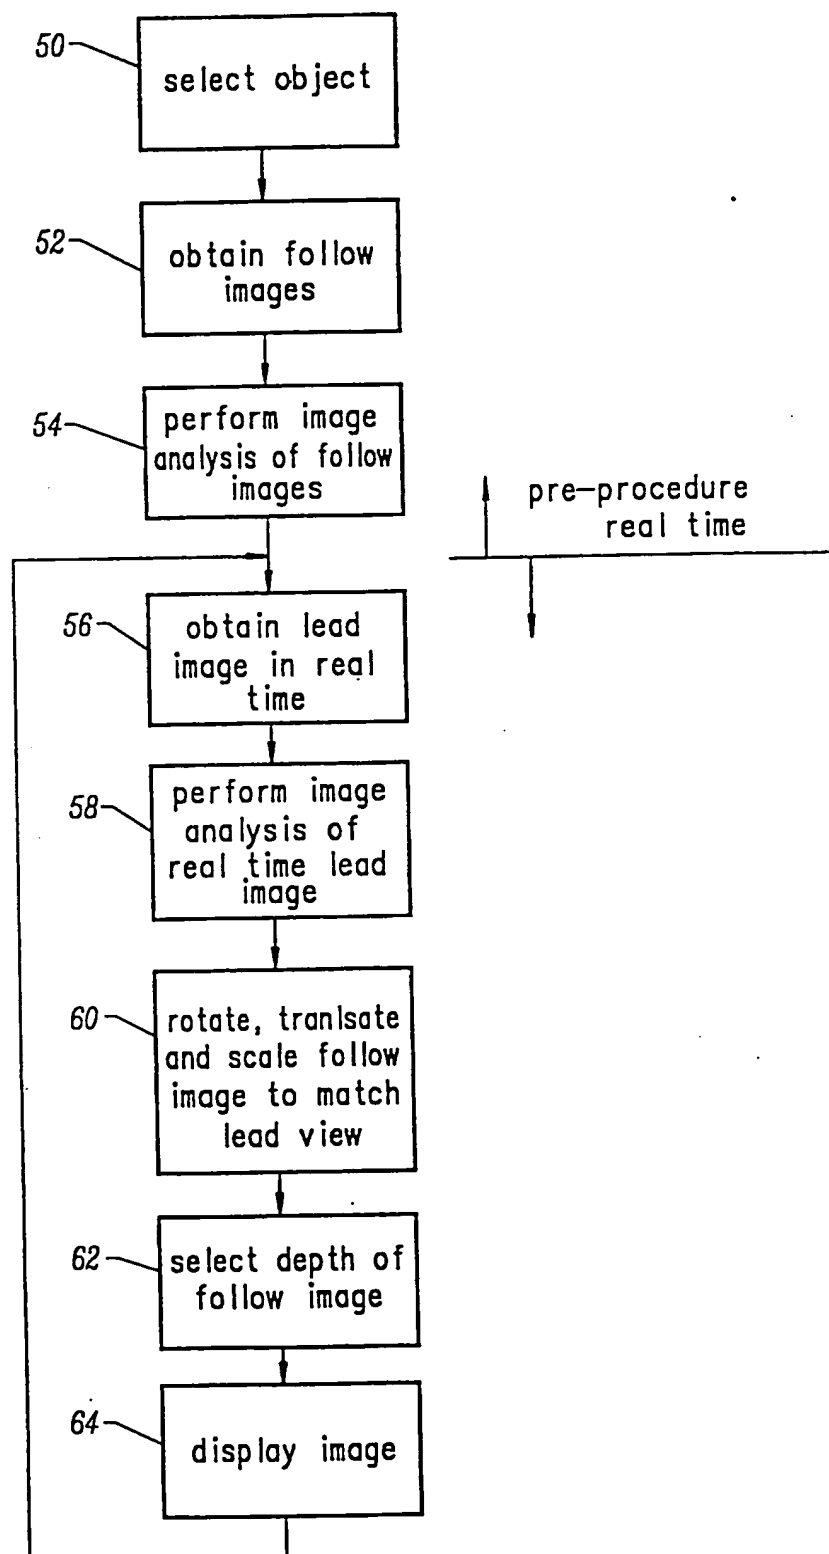 50
select object
52
obtain follow
images
54
perform image
analysis of follow
images
pre-procedure
real time
56
obtain lead
image in real
time
58
perform image
analysis of
real time lead
image
60
rotate, tranlsate
and scale follow
image to match
lead view
62
select depth of
follow image
64
display image